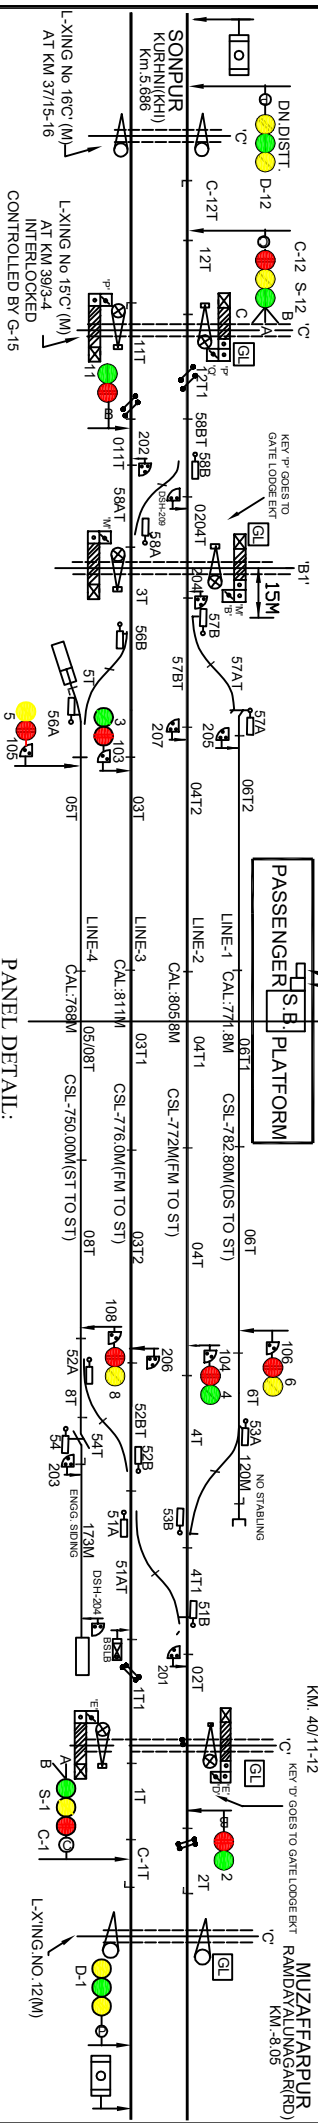 SONPUR
KURHNI(KHI)
Km.5.686
MUZAFFARPUR
RAMDAYALUNAGAR(RD)
KM.-8.05
DN.DISTT.
D-12
L-XING No 16'C' (M)
AT KM 37/15-16
'C'
C-12T
C-12 S-12
A
B
'C'
12T
L-XING No 15'C' (M)
AT KM 39/3-4
INTERLOCKED
CONTROLLED BY G-15
C
'P'
'Q'
'P'
GL
11T
12T1
11
B
58BT
58B
011T
202
58AT
DSH-209
58A
0204T
KEY 'P' GOES TO
GATE LODGE EKT
GL
'B1'
15M
'M'
'B'
'M'
3T
204
57B
56B
57AT
57BT
57A
205
207
5T
56A
3
103
5
105
06T2
04T2
03T
05T
PASSENGER PLATFORM
S.B.
LINE-1
CAL:771.8M
06T1
CSL-782.80M(DS TO ST)
06T
LINE-2
CAL:805.8M
04T1
CSL-772M(FM TO ST)
04T
LINE-3
CAL:811M
03T1
CSL-776.0M(FM TO ST)
03T2
LINE-4
CAL:768M
05/08T
CSL-750.00M(ST TO ST)
08T
PANEL DETAIL:
106
6
6T
53A
120M
NO STABLING
104
4
4T
53B
4T1
206
108
8
52A
8T
52BT
52B
54T
54
203
ENGG. SIDING
173M
51A
51AT
51B
201
02T
DSH-204
BSLB
1T1
KM. 40/11-12
KEY 'D' GOES TO GATE LODGE EKT
'C'
'E'
'D'
GL
'E'
1T
B
2
2T
A
B
S-1
C-1
C-1T
'C'
GL
L-X'ING.NO.12(M)
D-1